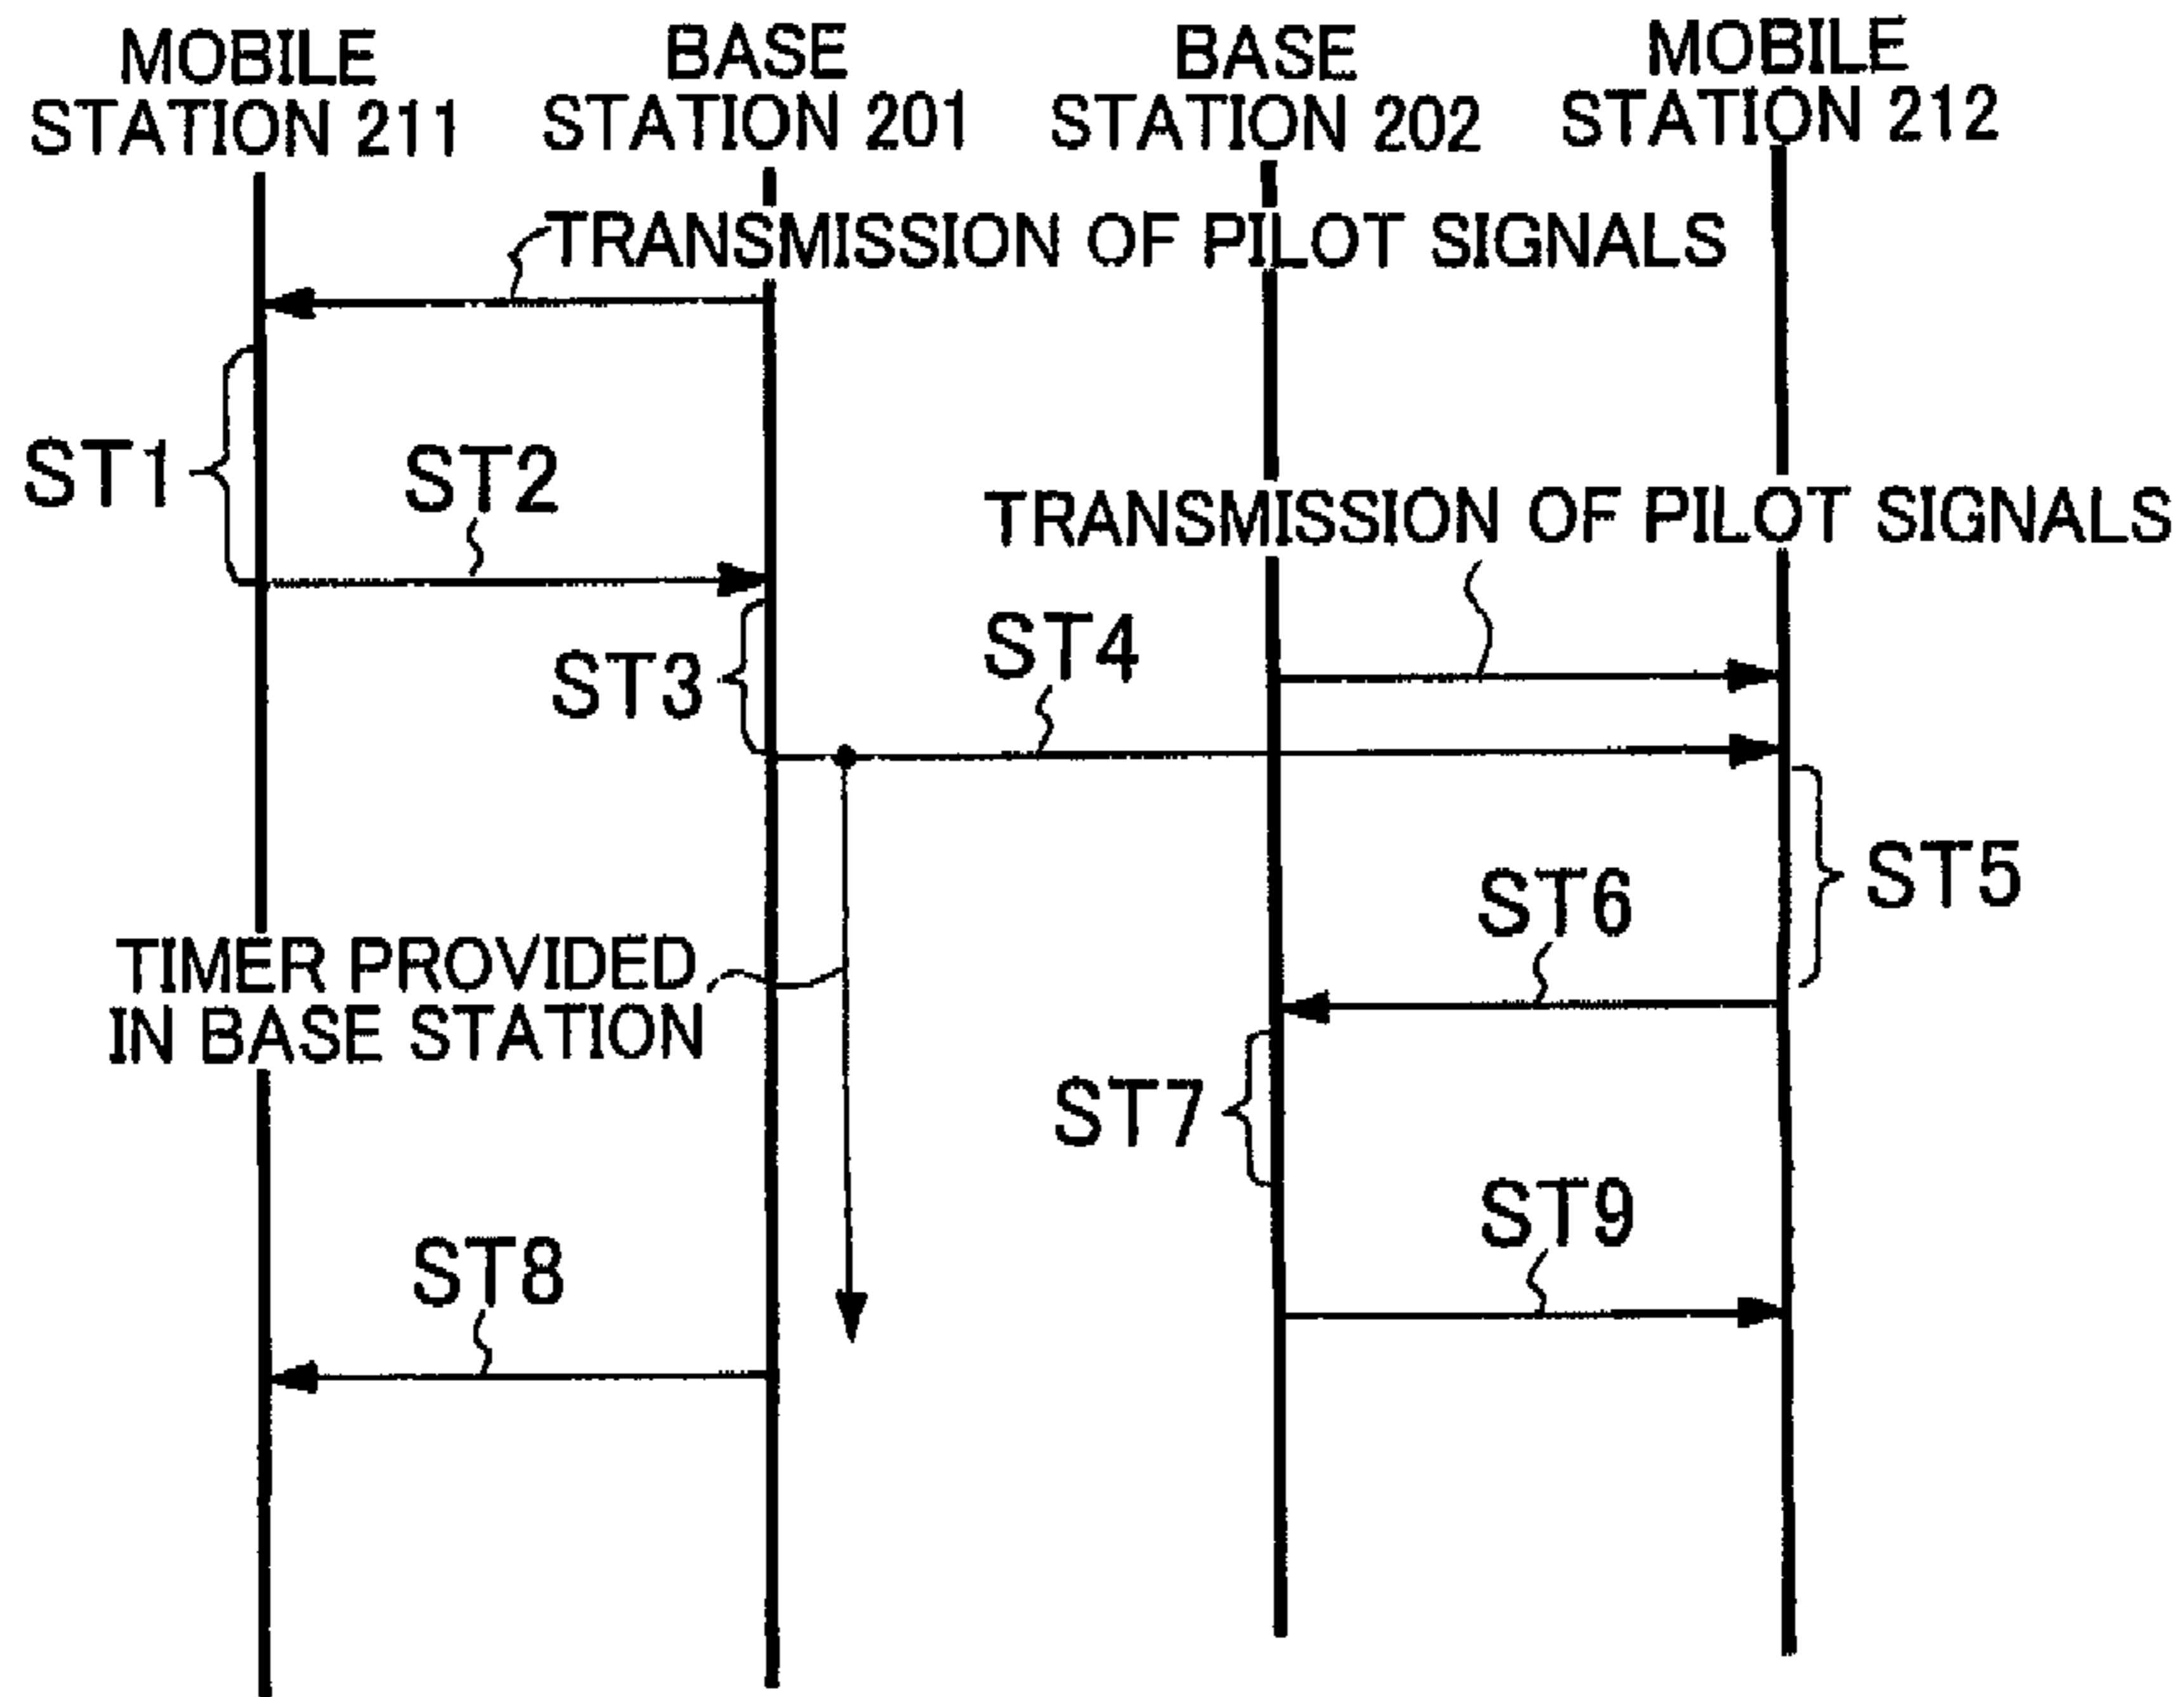 MOBILE
STATION 211
BASE
STATION 201
BASE
STATION 202
MOBILE
STATION 212
TRANSMISSION OF PILOT SIGNALS
ST1
ST2
TRANSMISSION OF PILOT SIGNALS
ST3
ST4
ST5
ST6
TIMER PROVIDED
IN BASE STATION
ST7
ST9
ST8